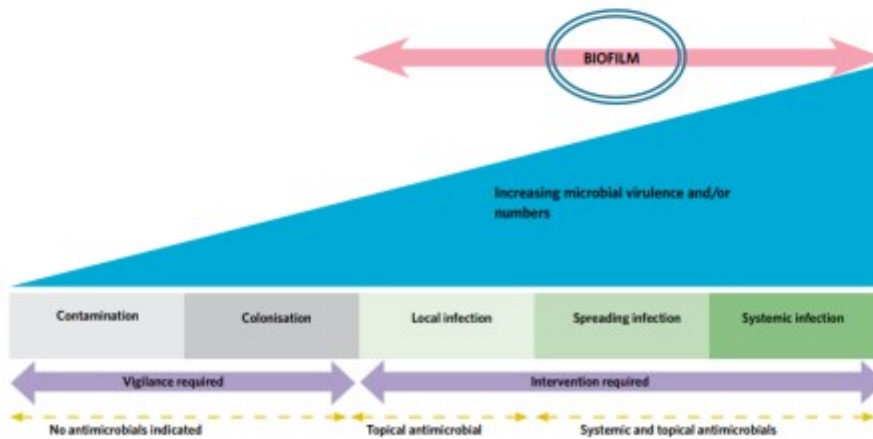 BIOFILM
Increasing microbial virulence and/or
numbers
Contamination
Colonisation
Local infection
Spreading infection
Systemic infection
Vigilance required
Intervention required
No antimicrobials indicated
Topical antimicrobial
Systemic and topical antimicrobials